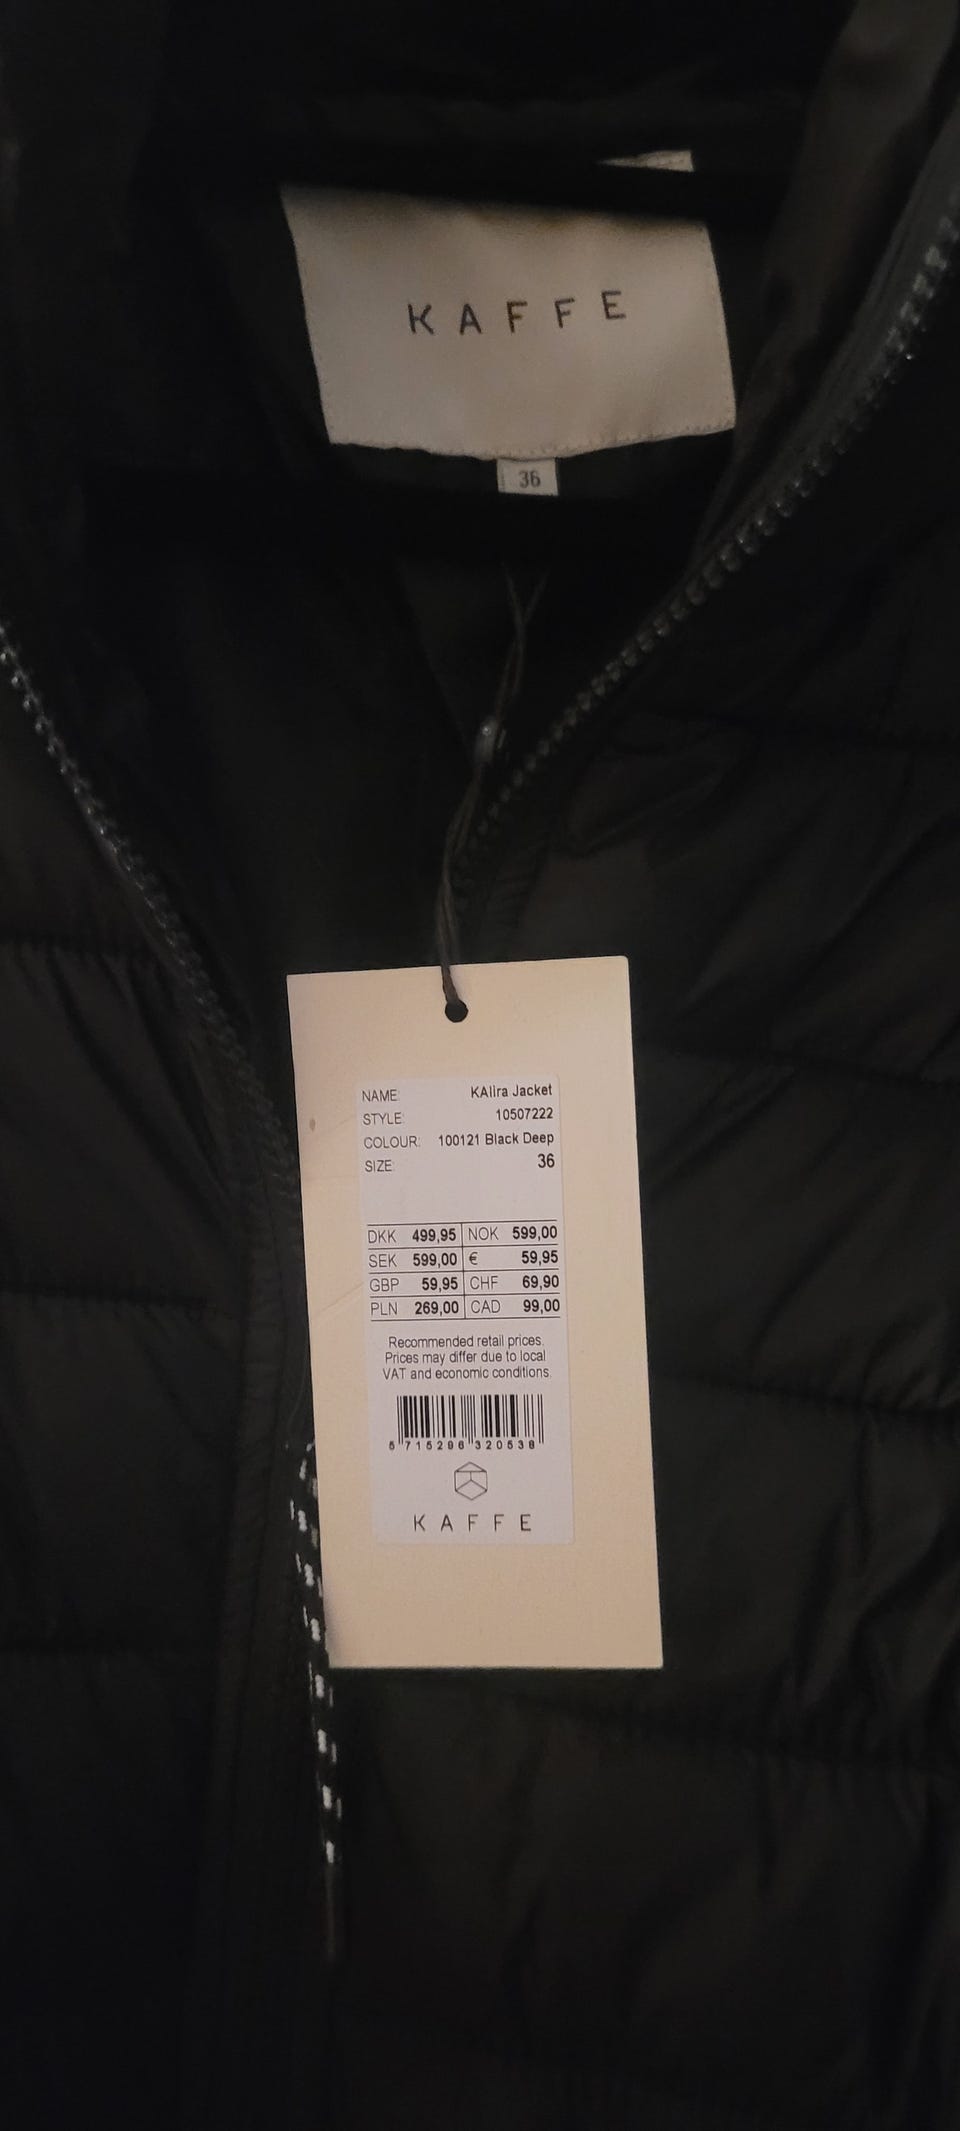 KAFFE
36
NAME: KAlira Jacket
STYLE: 10507222
COLOUR: 100121 Black Deep
SIZE: 36
DKK 499,95 NOK 599,00
SEK 599,00 € 59,95
GBP 59,95 CHF 69,90
PLN 269,00 CAD 99,00
Recommended retail prices.
Prices may differ due to local
VAT and economic conditions.
5 715296 320538
KAFFE